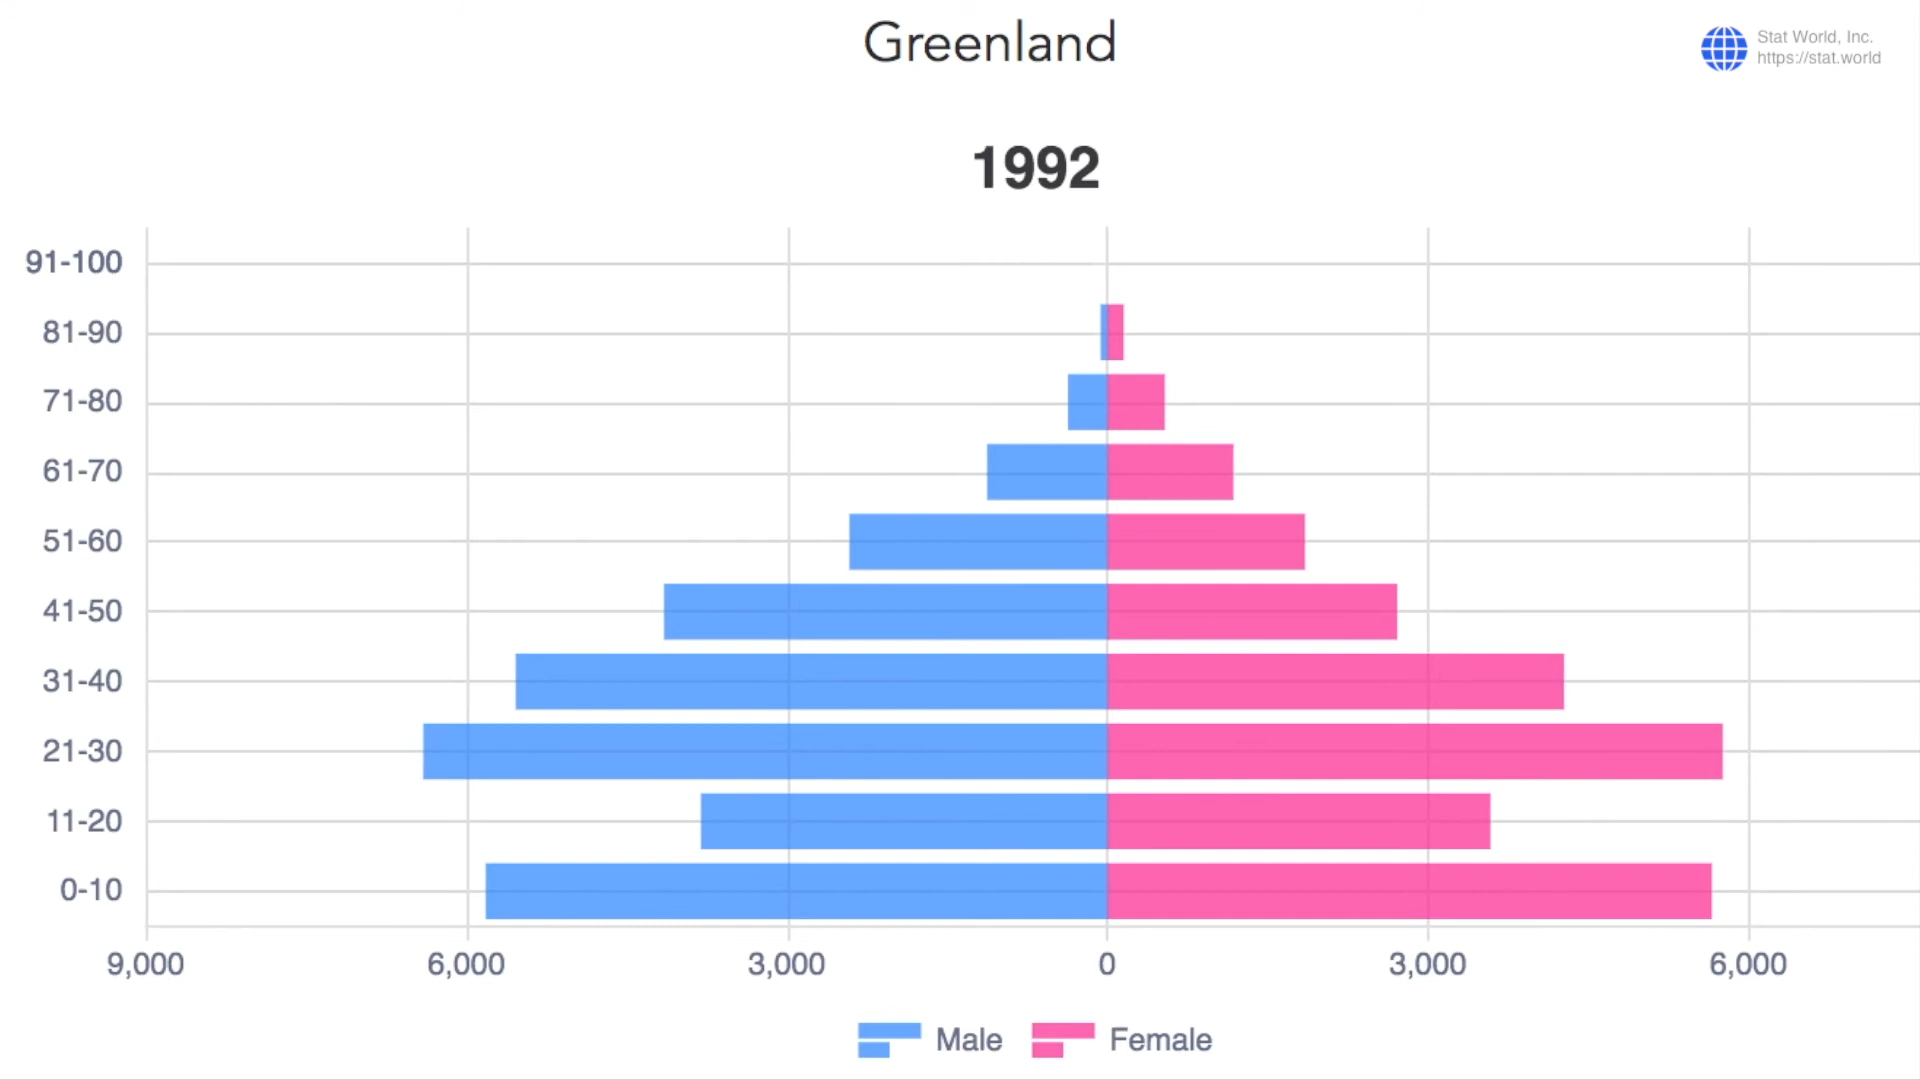 Greenland
Stat World, Inc.
https://stat.world
1992
91-100
81-90
71-80
61-70
51-60
41-50
31-40
21-30
11-20
0-10
9,000 6,000 3,000 0 3,000 6,000
Male Female